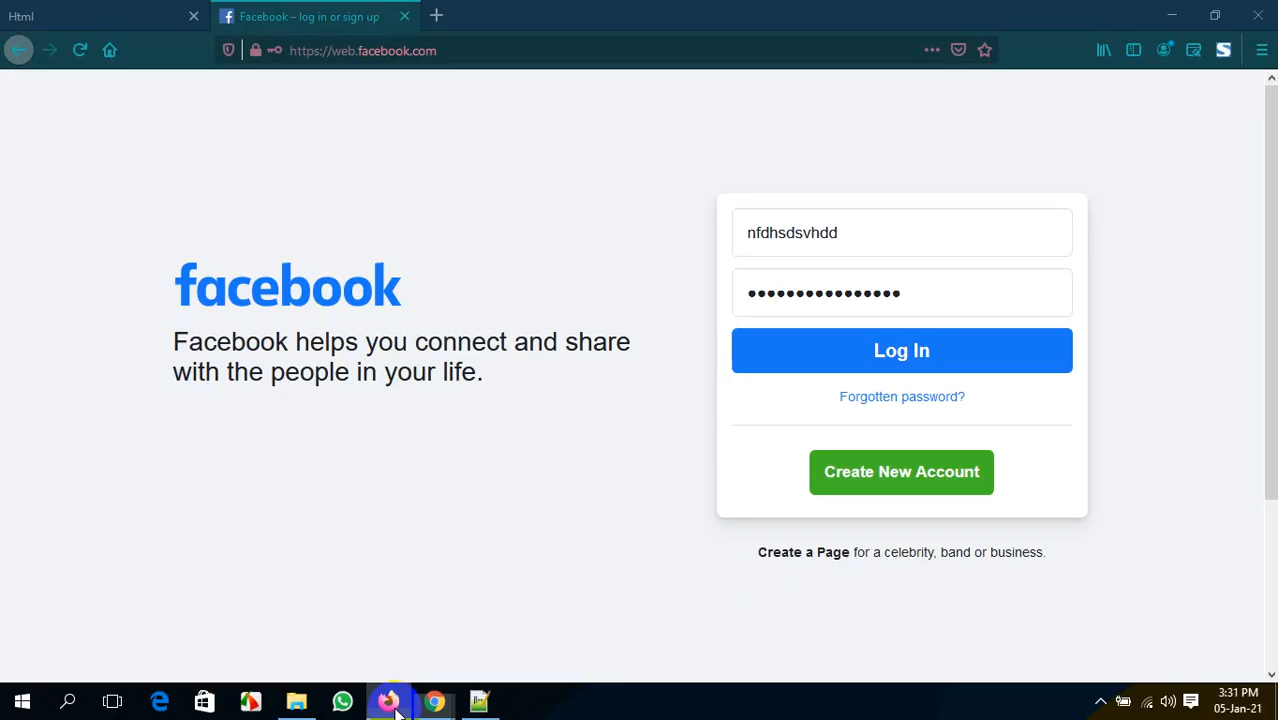 Html
Facebook – log in or sign up
https://web.facebook.com
nfdhsdsvhdd
facebook
Facebook helps you connect and share
with the people in your life.
Log In
Forgotten password?
Create New Account
Create a Page for a celebrity, band or business.
3:31 PM
05-Jan-21